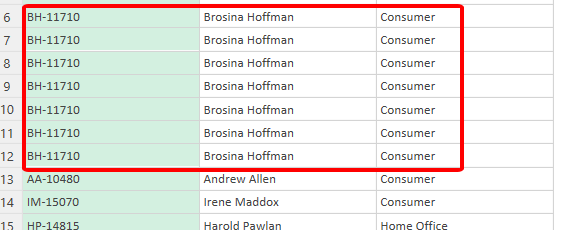 6 BH-11710 Brosina Hoffman Consumer
7 BH-11710 Brosina Hoffman Consumer
8 BH-11710 Brosina Hoffman Consumer
9 BH-11710 Brosina Hoffman Consumer
10 BH-11710 Brosina Hoffman Consumer
11 BH-11710 Brosina Hoffman Consumer
12 BH-11710 Brosina Hoffman Consumer
13 AA-10480 Andrew Allen Consumer
14 IM-15070 Irene Maddox Consumer
15 HP-14815 Harold Pawlan Home Office